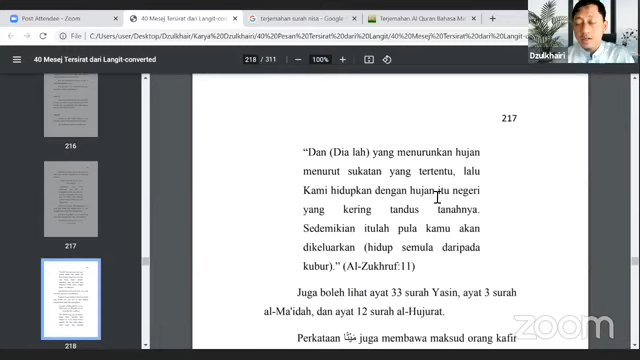 Post Attendee - Zoom
40 Mesej Tersirat dari Langit-co
terjemahan surah nisa - Google
Terjemahan Al Quran Bahasa M
C:/Users/user/Desktop/Dzulkhair/Karya%20Dzulkhairi/40%20Pesan%20Tersirat%20dari%20Langit/40%20Mesej%20Tersirat%20dari%20Langit-con
40 Mesej Tersirat dari Langit-converted
218 / 311
100%
Dzulkhairi
216
217
218
217
“Dan (Dia lah) yang menurunkan hujan
menurut sukatan yang tertentu, lalu
Kami hidupkan dengan hujan itu negeri
yang kering tandus tanahnya.
Sedemikian itulah pula kamu akan
dikeluarkan (hidup semula daripada
kubur).” (Al-Zukhruf:11)
Juga boleh lihat ayat 33 surah Yasin, ayat 3 surah
al-Ma'idah, dan ayat 12 surah al-Hujurat.
Perkataan مَيْتًا juga membawa maksud orang kafir
zoom